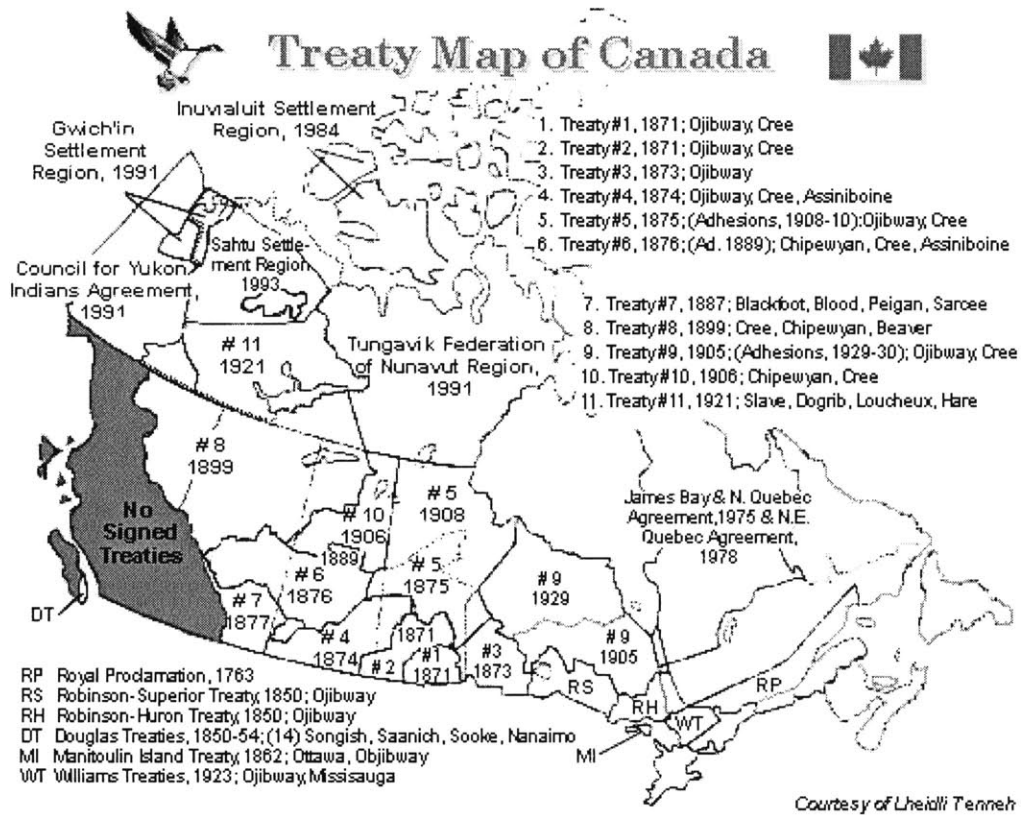 Treaty Map of Canada
Inuvialuit Settlement
Region, 1984
Gwich'in
Settlement
Region, 1991
1. Treaty#1, 1871; Ojibway, Cree
2. Treaty#2, 1871; Ojibway, Cree
3. Treaty#3, 1873; Ojibway
4. Treaty#4, 1874; Ojibway, Cree, Assiniboine
5. Treaty#5, 1875; (Adhesions, 1908-10): Ojibway, Cree
6. Treaty#6, 1876; (Ad. 1889); Chipewyan, Cree, Assiniboine
7. Treaty#7, 1887; Blackfoot, Blood, Peigan, Sarcee
8. Treaty#8, 1899; Cree, Chipewyan, Beaver
9. Treaty#9, 1905; (Adhesions, 1929-30); Ojibway, Cree
10. Treaty#10, 1906; Chipewyan, Cree
11. Treaty#11, 1921; Slave, Dogrib, Loucheux, Hare
Sahtu Settle-
ment Region
1993
Council for Yukon
Indians Agreement,
1991
# 11
1921
Tungavik Federation
of Nunavut Region,
1991
# 8
1899
No
Signed
Treaties
# 10
1906
1889
# 5
1908
# 5
1875
# 6
1876
# 7
1877
# 4
1874
# 2
1871
#1
1871
#3
1873
# 9
1929
# 9
1905
James Bay & N. Quebec
Agreement, 1975 & N.E.
Quebec Agreement,
1978
RS
RH
RP
WT
MI
DT
RP Royal Proclamation, 1763
RS Robinson-Superior Treaty, 1850; Ojibway
RH Robinson-Huron Treaty, 1850; Ojibway
DT Douglas Treaties, 1850-54; (14) Songish, Saanich, Sooke, Nanaimo
MI Manitoulin Island Treaty, 1862; Ottawa, Objibway
WT Williams Treaties, 1923; Ojibway, Missisauga
Courtesy of Lheidli Tenneh